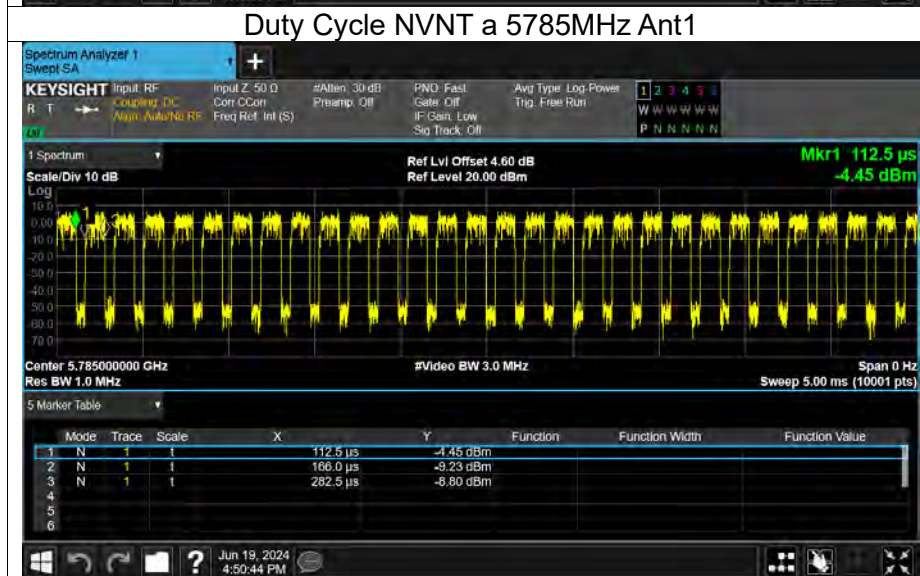 Duty Cycle NVNT a 5785MHz Ant1
Spectrum Analyzer 1
Swept SA
+
KEYSIGHT Input: RF Input Z: 50 Ω #Atten: 30 dB PNO: Fast Avg Type: Log-Power 1 2 3 4 5 6
R T Coupling: DC Corr CCorr Preamp: Off Gate: Off Trig: Free Run W W W W W W
Align: Auto/No RF Freq Ref: Int (S) IF Gain: Low
LXI Sig Track: Off P N N N N N
1 Spectrum Ref Lvl Offset 4.60 dB Mkr1 112.5 µs
Scale/Div 10 dB Ref Level 20.00 dBm -4.45 dBm
Log
10.0
0.00
-10.0
-20.0
-30.0
-40.0
-50.0
-60.0
-70.0
Center 5.785000000 GHz #Video BW 3.0 MHz Span 0 Hz
Res BW 1.0 MHz Sweep 5.00 ms (10001 pts)
5 Marker Table
Mode Trace Scale X Y Function Function Width Function Value
1 N 1 t 112.5 µs -4.45 dBm
2 N 1 t 166.0 µs -9.23 dBm
3 N 1 t 282.5 µs -8.80 dBm
4
5
6
? Jun 19, 2024
4:50:44 PM